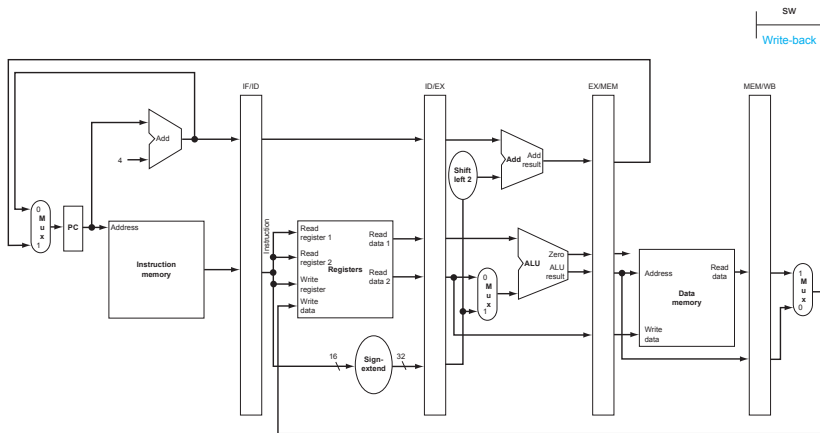 SW
Write-back
IF/ID
ID/EX
EX/MEM
MEM/WB
Add
4
Add
Add
result
Shift
left 2
0
M
u
x
1
PC
Address
Instruction
memory
Instruction
Read
register 1
Read
register 2
Write
register
Write
data
Registers
Read
data 1
Read
data 2
0
M
u
x
1
Zero
ALU
ALU
result
Address
Read
data
Data
memory
Write
data
1
M
u
x
0
16
Sign-
extend
32